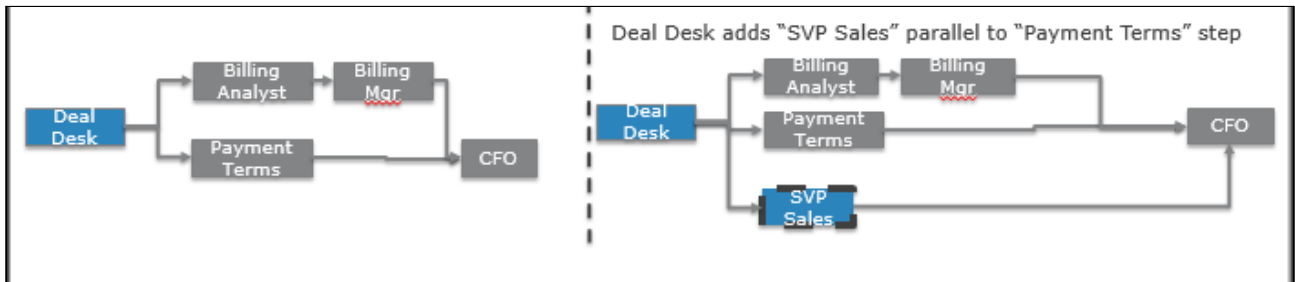 Billing
Analyst
Billing
Mgr
Deal
Desk
Payment
Terms
CFO
Deal Desk adds “SVP Sales” parallel to “Payment Terms” step
Billing
Analyst
Billing
Mgr
Deal
Desk
Payment
Terms
CFO
SVP
Sales